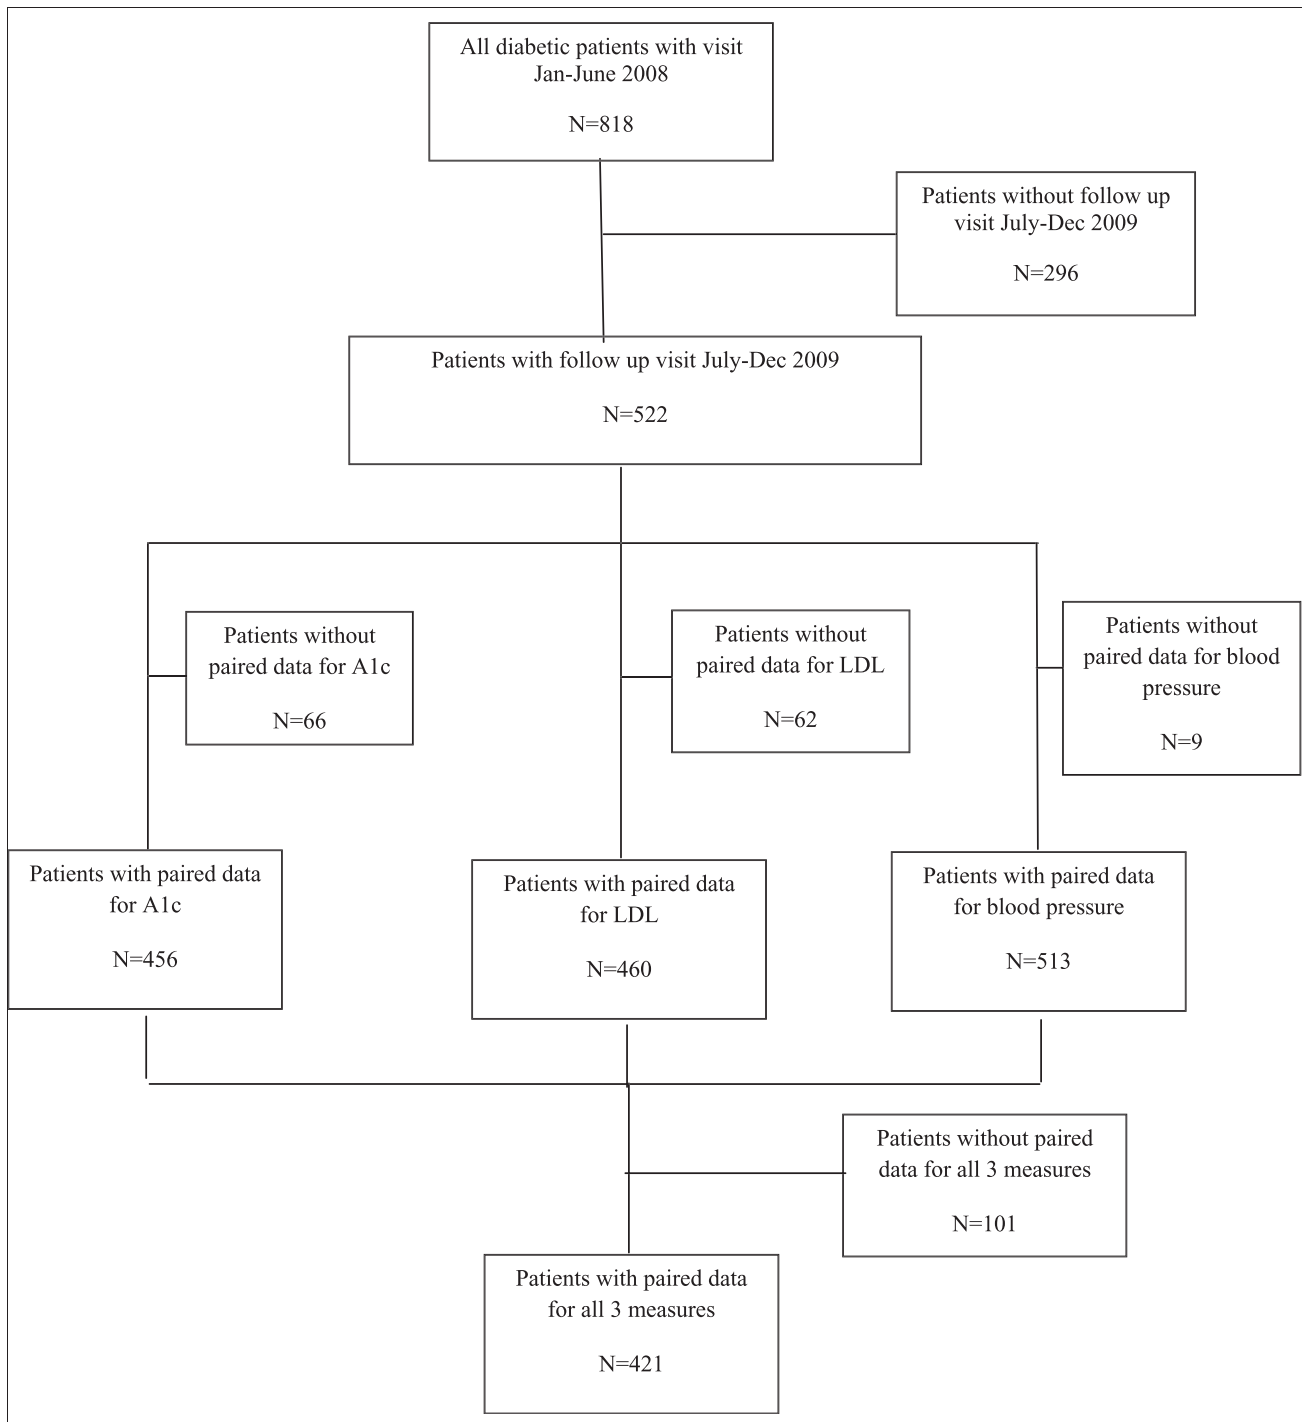 All diabetic patients with visit
Jan-June 2008
N=818
Patients without follow up
visit July-Dec 2009
N=296
Patients with follow up visit July-Dec 2009
N=522
Patients without
paired data for A1c
N=66
Patients without
paired data for LDL
N=62
Patients without
paired data for blood
pressure
N=9
Patients with paired data
for A1c
N=456
Patients with paired data
for LDL
N=460
Patients with paired data
for blood pressure
N=513
Patients without paired
data for all 3 measures
N=101
Patients with paired data
for all 3 measures
N=421